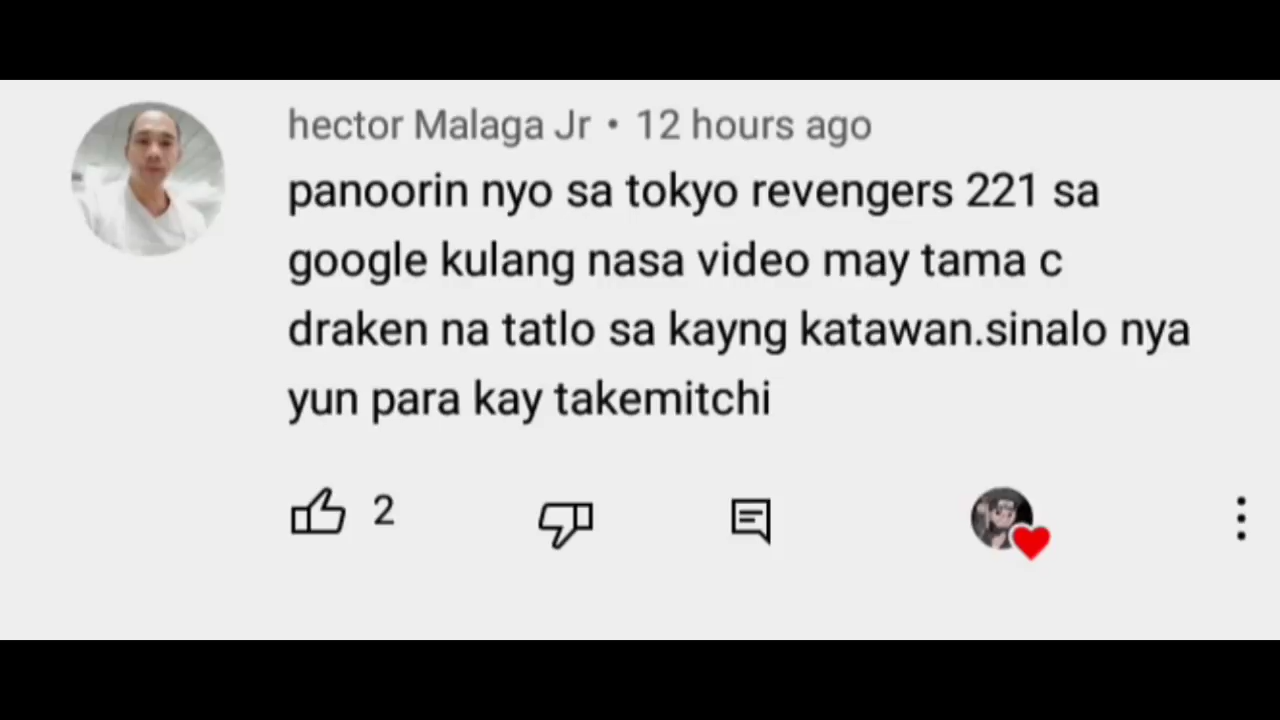 hector Malaga Jr • 12 hours ago
panoorin nyo sa tokyo revengers 221 sa
google kulang nasa video may tama c
draken na tatlo sa kayng katawan.sinalo nya
yun para kay takemitchi
2